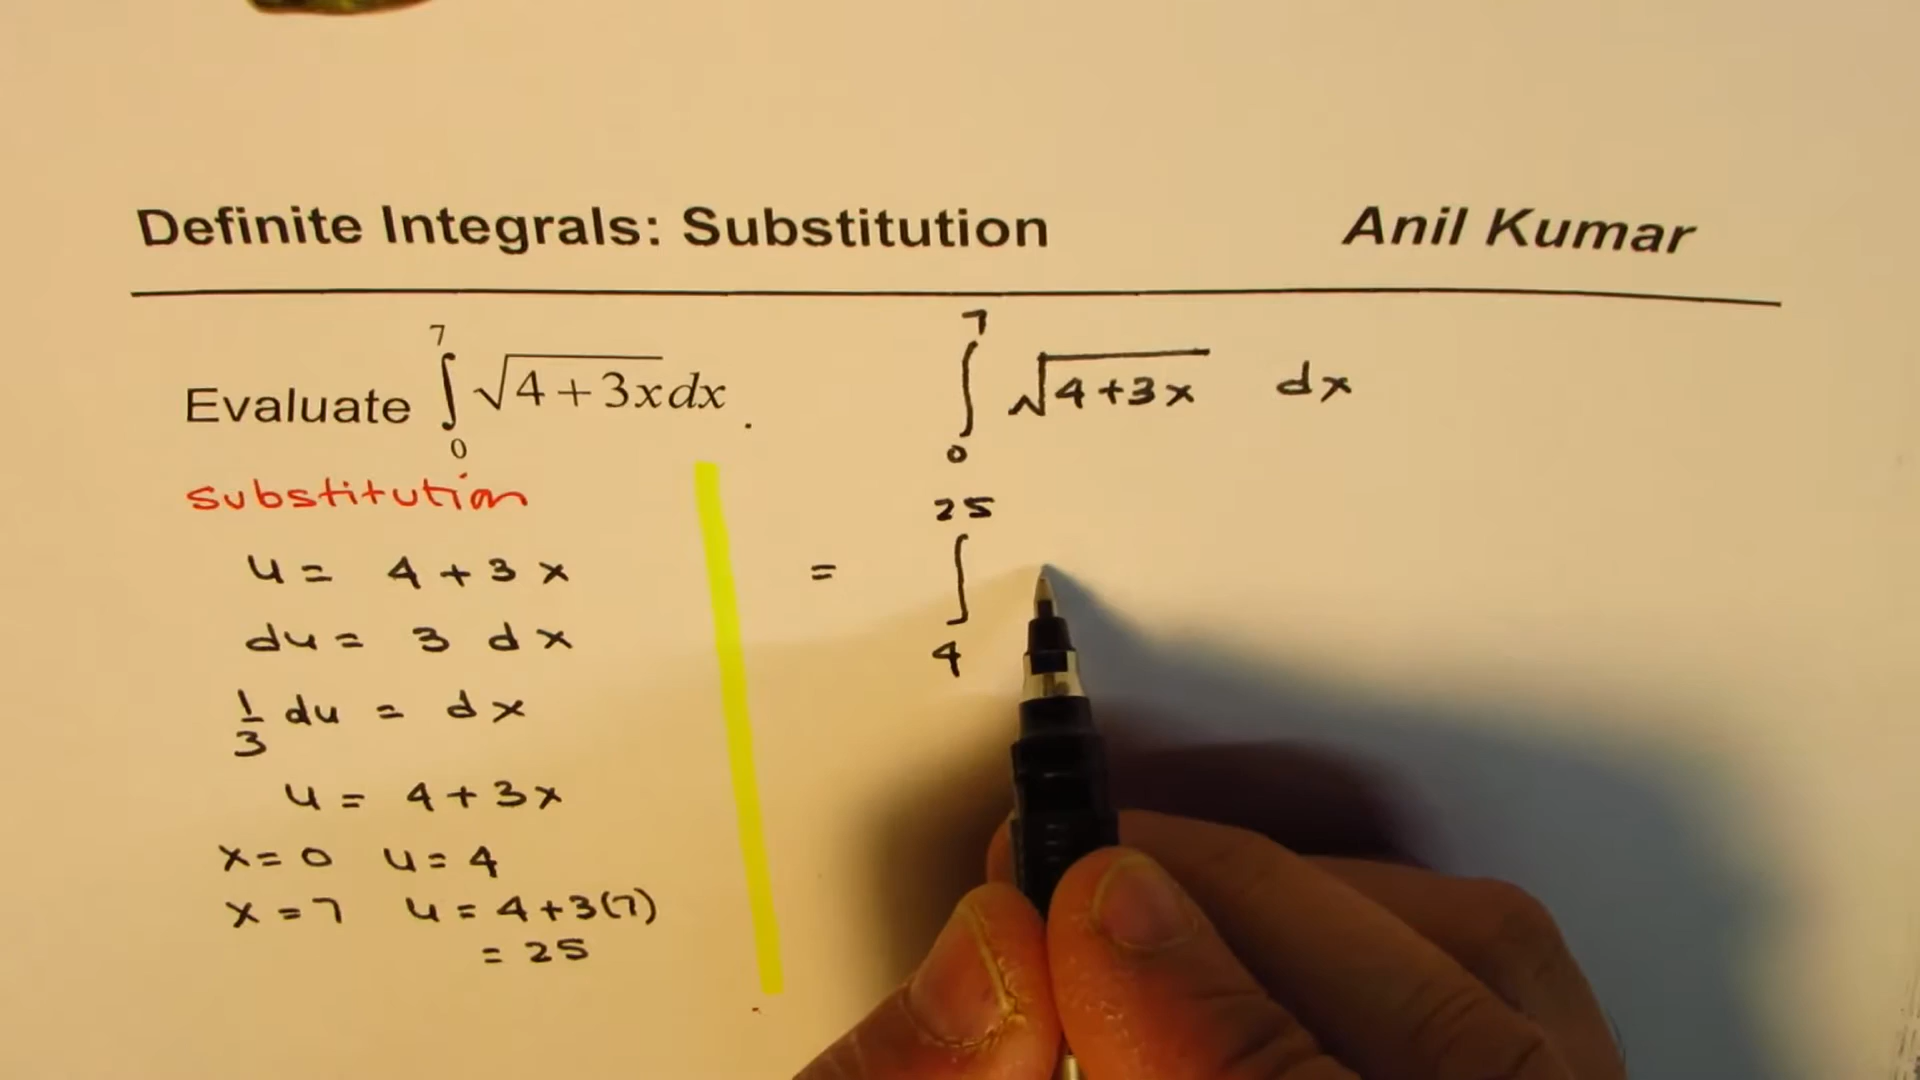 Definite Integrals: Substitution Anil Kumar
Evaluate ∫₀⁷ √(4+3x) dx .
substitution
u = 4 + 3x
du = 3 dx
1/3 du = dx
u = 4 + 3x
x = 0 u = 4
x = 7 u = 4 + 3(7)
= 25
∫₀⁷ √(4+3x) dx
= ∫₄²⁵